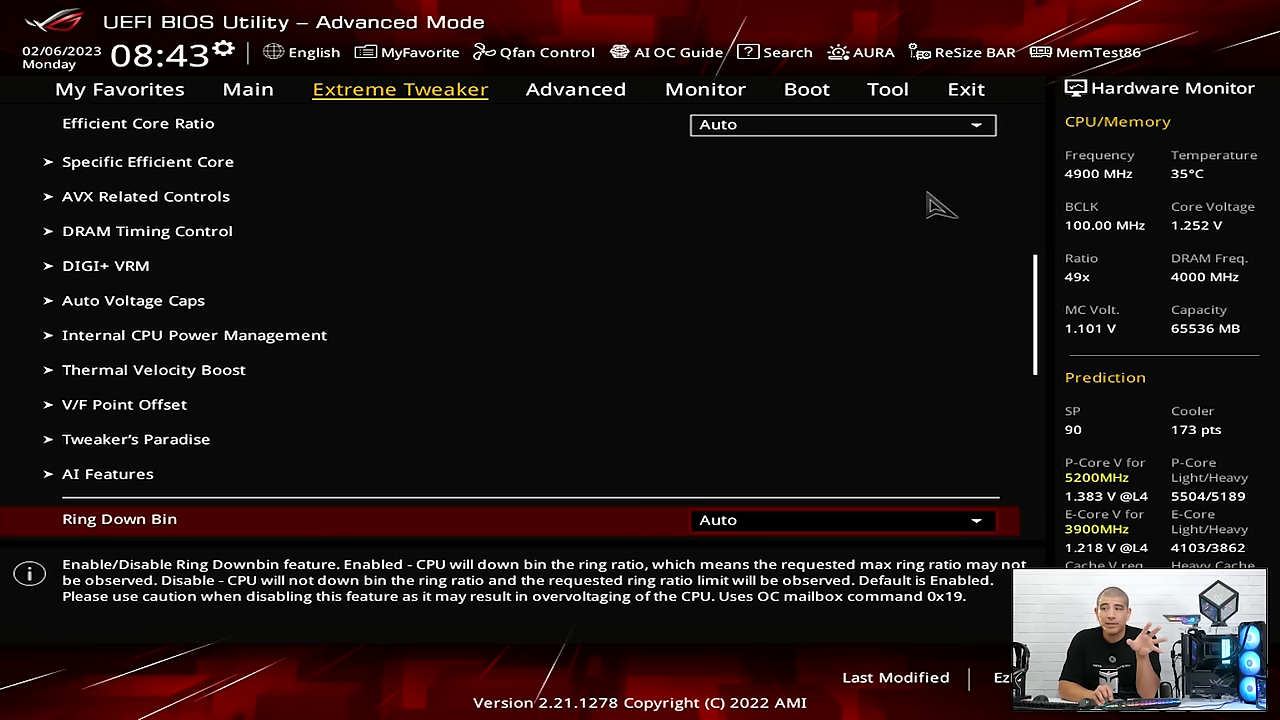 UEFI BIOS Utility – Advanced Mode
02/06/2023
Monday
08:43
English
MyFavorite
Qfan Control
AI OC Guide
Search
AURA
ReSize BAR
MemTest86
My Favorites
Main
Extreme Tweaker
Advanced
Monitor
Boot
Tool
Exit
Efficient Core Ratio
Auto
Specific Efficient Core
AVX Related Controls
DRAM Timing Control
DIGI+ VRM
Auto Voltage Caps
Internal CPU Power Management
Thermal Velocity Boost
V/F Point Offset
Tweaker's Paradise
AI Features
Ring Down Bin
Auto
Enable/Disable Ring Downbin feature. Enabled - CPU will down bin the ring ratio, which means the requested max ring ratio may not
be observed. Disable - CPU will not down bin the ring ratio and the requested ring ratio limit will be observed. Default is Enabled.
Please use caution when disabling this feature as it may result in overvoltaging of the CPU. Uses OC mailbox command 0x19.
Hardware Monitor
CPU/Memory
Frequency Temperature
4900 MHz 35°C
BCLK Core Voltage
100.00 MHz 1.252 V
Ratio DRAM Freq.
49x 4000 MHz
MC Volt. Capacity
1.101 V 65536 MB
Prediction
SP Cooler
90 173 pts
P-Core V for P-Core
5200MHz Light/Heavy
1.383 V @L4 5504/5189
E-Core V for E-Core
3900MHz Light/Heavy
1.218 V @L4 4103/3862
Cache V req Heavy Cache
Last Modified
Ez
Version 2.21.1278 Copyright (C) 2022 AMI